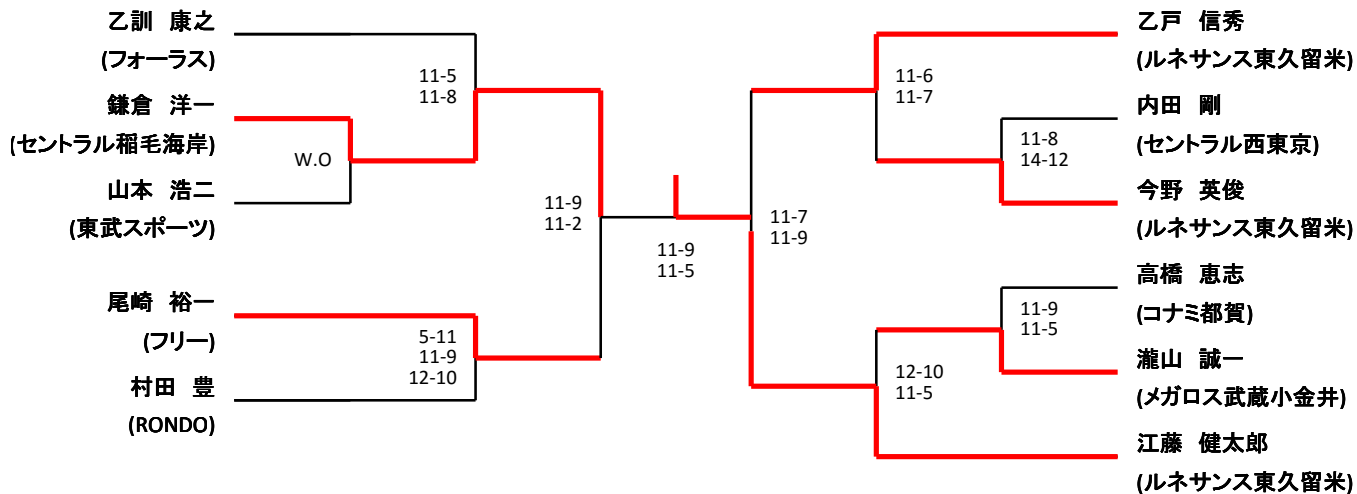 乙訓　康之
(フォーラス)
鎌倉　洋一
(セントラル稲毛海岸)
山本　浩二
(東武スポーツ)
尾崎　裕一
(フリー)
村田　豊
(RONDO)
11-5
11-8
W.O
5-11
11-9
12-10
11-9
11-2
11-9
11-5
11-7
11-9
11-6
11-7
11-8
14-12
11-9
11-5
12-10
11-5
乙戸　信秀
(ルネサンス東久留米)
内田　剛
(セントラル西東京)
今野　英俊
(ルネサンス東久留米)
高橋　恵志
(コナミ都賀)
瀧山　誠一
(メガロス武蔵小金井)
江藤　健太郎
(ルネサンス東久留米)